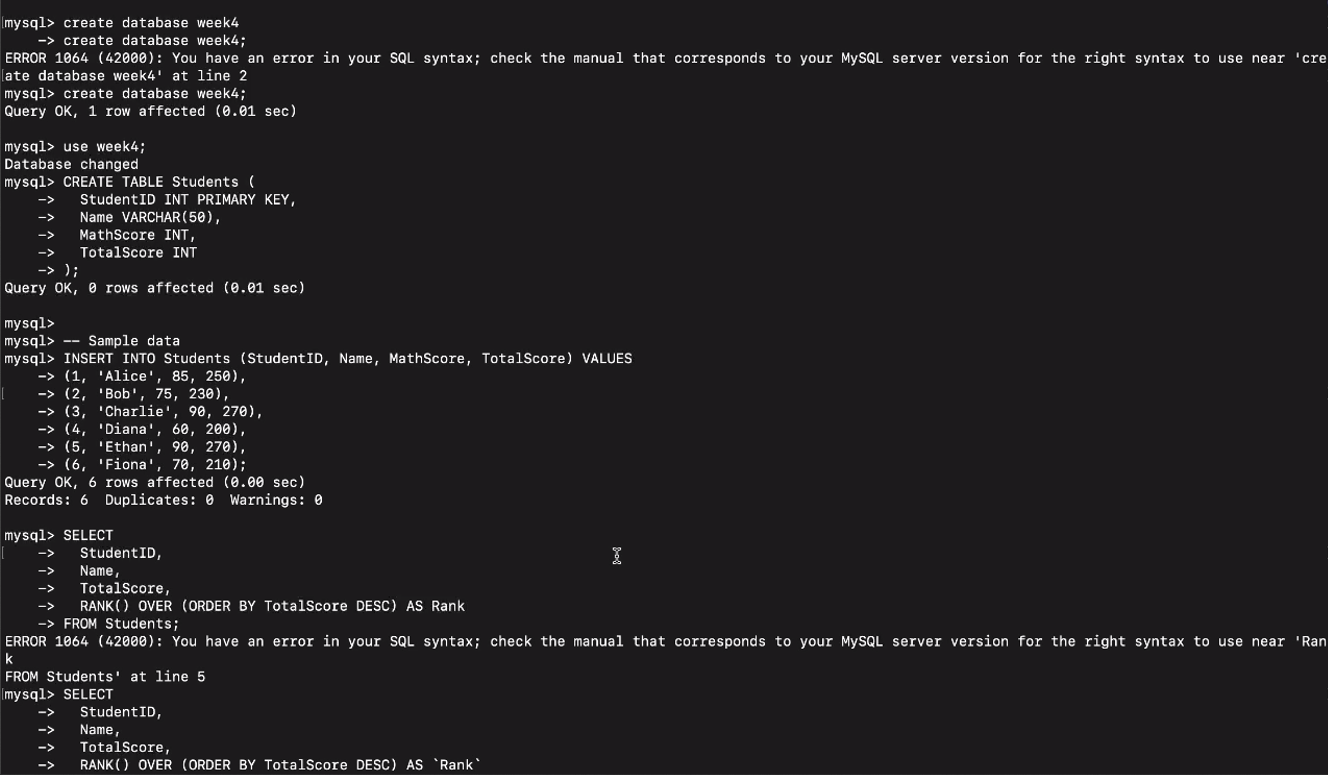 mysql> create database week4
    -> create database week4;
ERROR 1064 (42000): You have an error in your SQL syntax; check the manual that corresponds to your MySQL server version for the right syntax to use near 'cre
ate database week4' at line 2
mysql> create database week4;
Query OK, 1 row affected (0.01 sec)

mysql> use week4;
Database changed
mysql> CREATE TABLE Students (
    ->   StudentID INT PRIMARY KEY,
    ->   Name VARCHAR(50),
    ->   MathScore INT,
    ->   TotalScore INT
    -> );
Query OK, 0 rows affected (0.01 sec)

mysql>
mysql> -- Sample data
mysql> INSERT INTO Students (StudentID, Name, MathScore, TotalScore) VALUES
    -> (1, 'Alice', 85, 250),
    -> (2, 'Bob', 75, 230),
    -> (3, 'Charlie', 90, 270),
    -> (4, 'Diana', 60, 200),
    -> (5, 'Ethan', 90, 270),
    -> (6, 'Fiona', 70, 210);
Query OK, 6 rows affected (0.00 sec)
Records: 6  Duplicates: 0  Warnings: 0

mysql> SELECT
    ->   StudentID,
    ->   Name,
    ->   TotalScore,
    ->   RANK() OVER (ORDER BY TotalScore DESC) AS Rank
    -> FROM Students;
ERROR 1064 (42000): You have an error in your SQL syntax; check the manual that corresponds to your MySQL server version for the right syntax to use near 'Ran
k
FROM Students' at line 5
mysql> SELECT
    ->   StudentID,
    ->   Name,
    ->   TotalScore,
    ->   RANK() OVER (ORDER BY TotalScore DESC) AS `Rank`